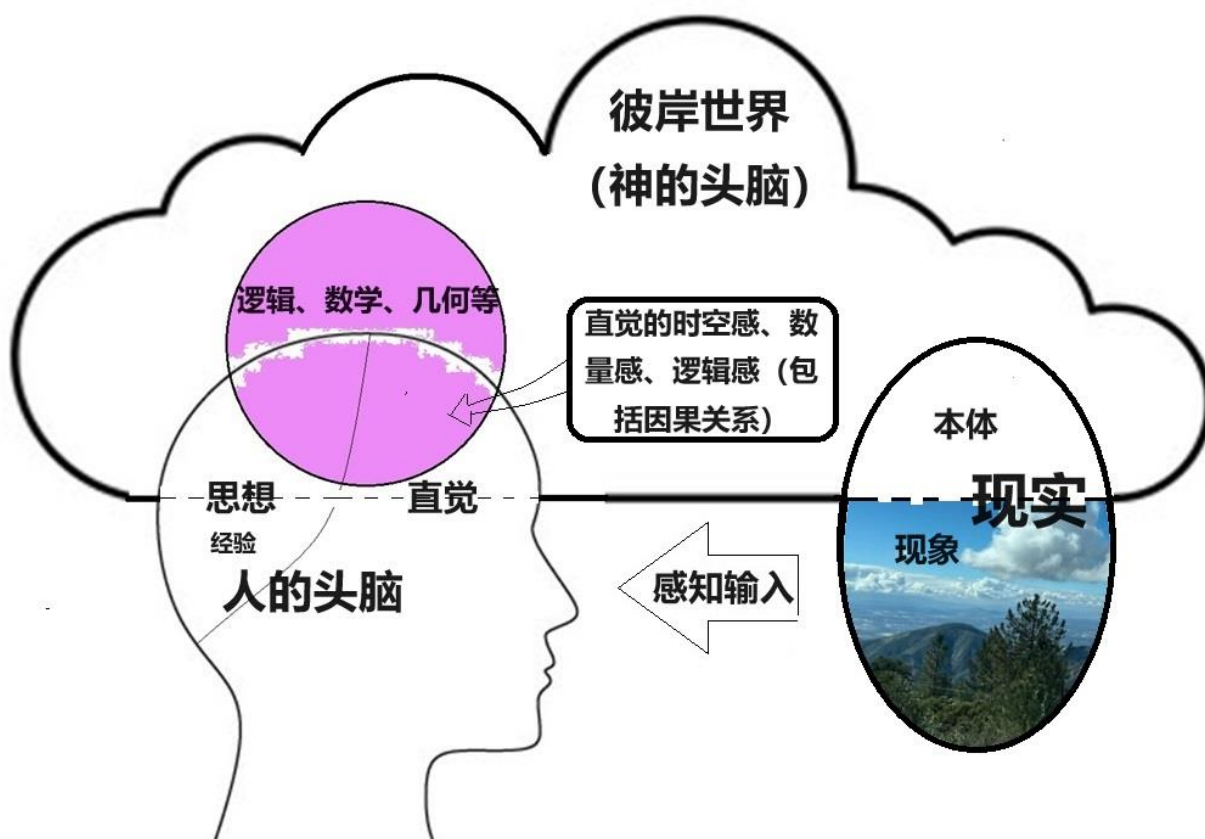 彼岸世界
（神的头脑）
逻辑、数学、几何等
直觉的时空感、数
量感、逻辑感（包
括因果关系）
本体
现实
现象
思想
直觉
经验
人的头脑
感知输入